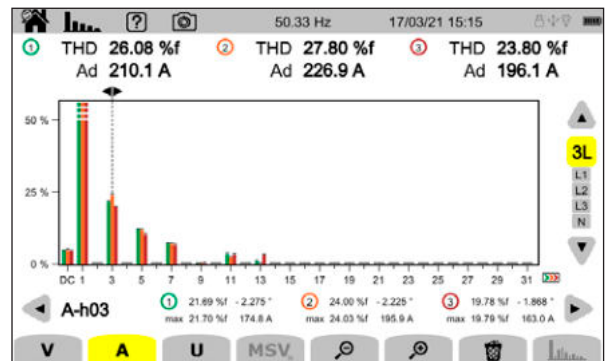 ? 50.33 Hz 17/03/21 15:15
1 THD 26.08 %f 2 THD 27.80 %f 3 THD 23.80 %f
Ad 210.1 A Ad 226.9 A Ad 196.1 A
50 %
25 %
0 %
DC 1 3 5 7 9 11 13 15 17 19 21 23 25 27 29 31
3L
L1
L2
L3
N
A-h03 1 21.69 %f - 2.275 ° 2 24.00 %f - 2.225 ° 3 19.78 %f - 1.868 °
max 21.70 %f 174.8 A max 24.03 %f 195.9 A max 19.79 %f 163.0 A
V A U MSV